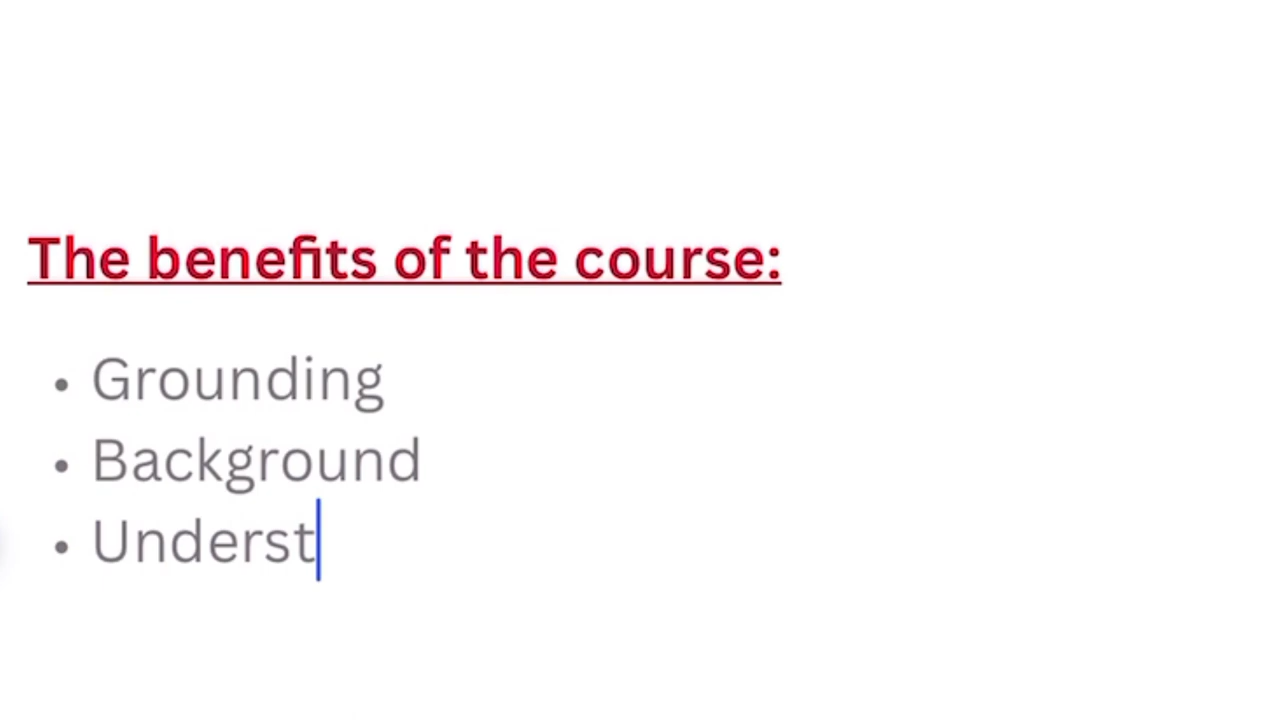 The benefits of the course:
• Grounding
• Background
• Underst